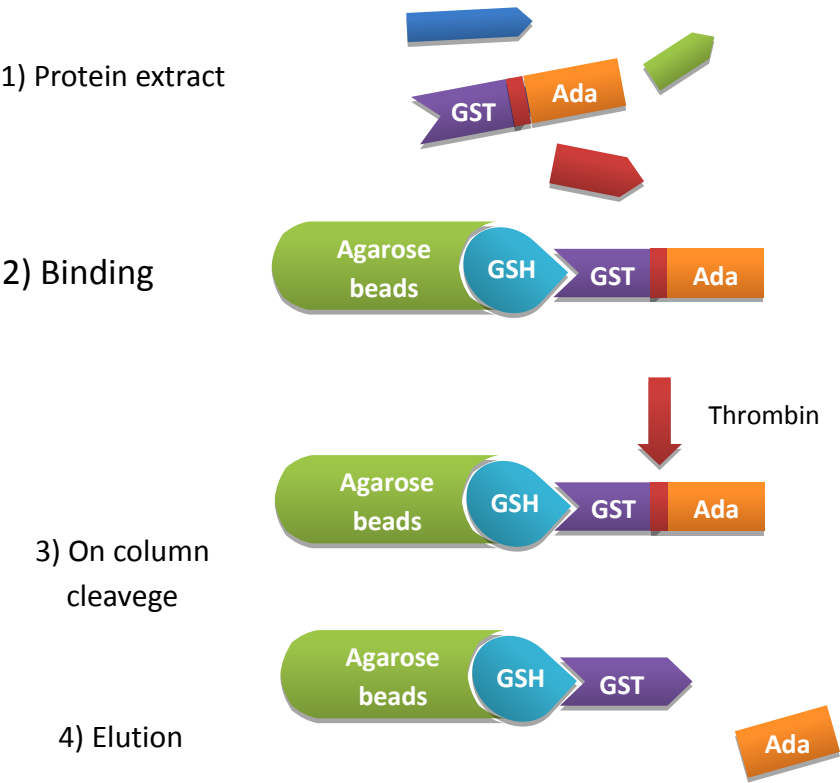 1) Protein extract
GST
Ada
2) Binding
Agarose
beads
GSH
GST
Ada
Thrombin
3) On column
cleavege
Agarose
beads
GSH
GST
Ada
4) Elution
Agarose
beads
GSH
GST
Ada